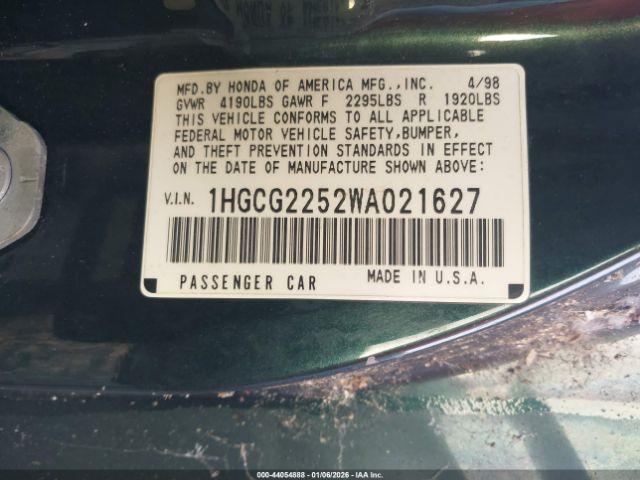 MFD.BY HONDA OF AMERICA MFG.,INC. 4/98
GVWR 4190LBS GAWR F 2295LBS R 1920LBS
THIS VEHICLE CONFORMS TO ALL APPLICABLE
FEDERAL MOTOR VEHICLE SAFETY,BUMPER,
AND THEFT PREVENTION STANDARDS IN EFFECT
ON THE DATE OF MANUFACTURE SHOWN ABOVE:
V.I.N. 1HGCG2252WA021627
PASSENGER CAR MADE IN U.S.A.
000-44054888 - 01/06/2026 - IAA Inc.